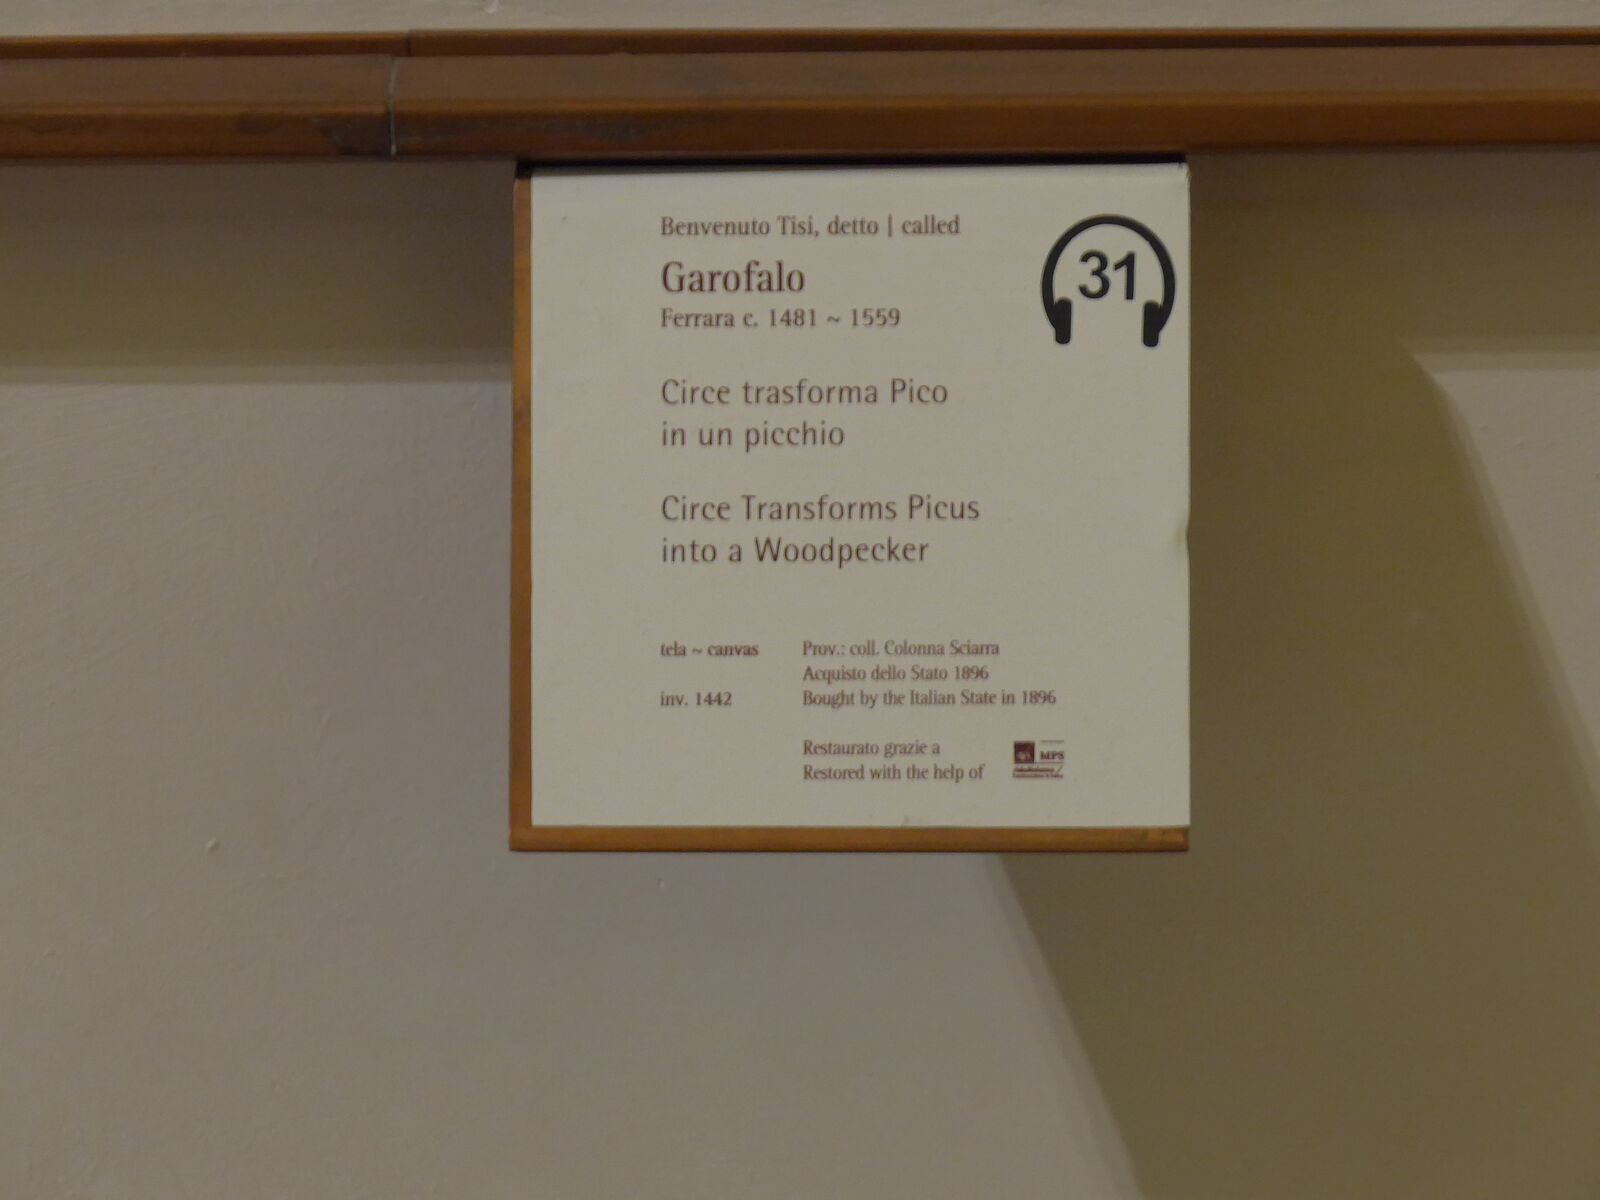 Benvenuto Tisi, detto | called
Garofalo
Ferrara c. 1481 ~ 1559
31
Circe trasforma Pico
in un picchio
Circe Transforms Picus
into a Woodpecker
tela ~ canvas
Prov.: coll. Colonna Sciarra
Acquisto dello Stato 1896
inv. 1442
Bought by the Italian State in 1896
Restaurato grazie a
Restored with the help of
MPS